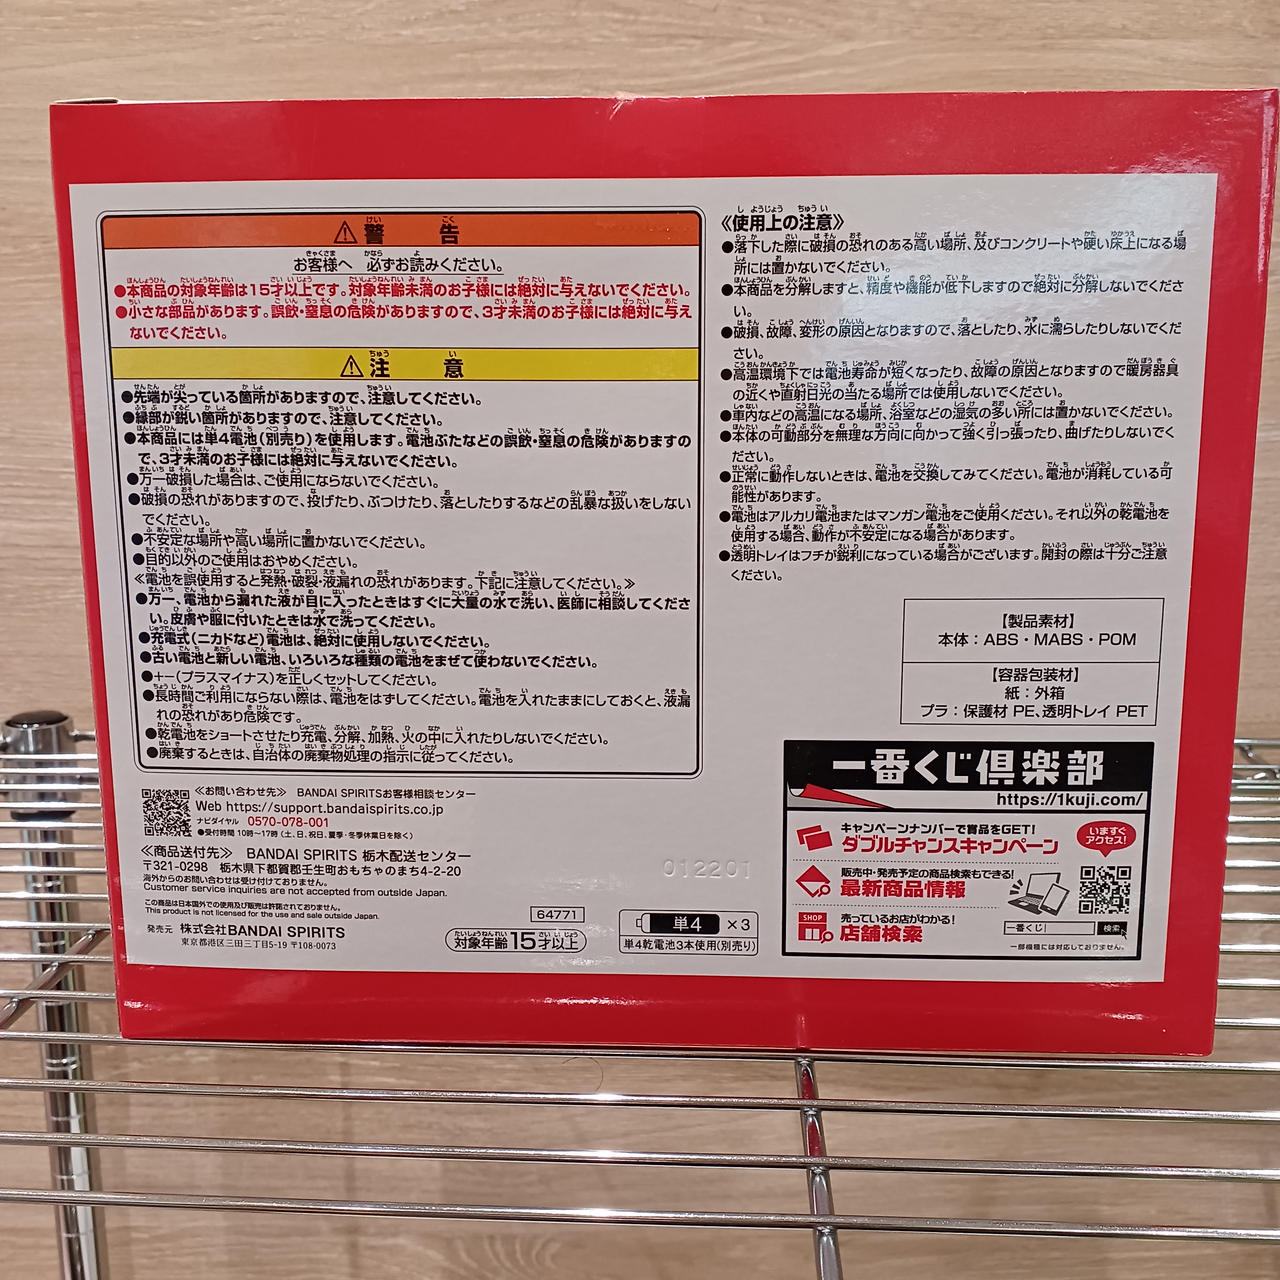 ⚠警告
お客様へ 必ずお読みください。
●本商品の対象年齢は15才以上です。対象年齢未満のお子様には絶対に与えないでください。
●小さな部品があります。誤飲・窒息の危険がありますので、3才未満のお子様には絶対に与え
ないでください。
⚠注意
●先端が尖っている箇所がありますので、注意してください。
●縁部が鋭い箇所がありますので、注意してください。
●本商品には単4電池(別売り)を使用します。電池ぶたなどの誤飲・窒息の危険がありますの
で、3才未満のお子様には絶対に与えないでください。
●万一破損した場合は、ご使用にならないでください。
●破損の恐れがありますので、投げたり、ぶつけたり、落としたりするなどの乱暴な扱いをしない
でください。
●不安定な場所や高い場所に置かないでください。
●目的以外のご使用はおやめください。
≪電池を誤使用すると発熱・破裂・液漏れの恐れがあります。下記に注意してください。≫
●万一、電池から漏れた液が目に入ったときはすぐに大量の水で洗い、医師に相談してくださ
い。皮膚や服に付いたときは水で洗ってください。
●充電式(ニカドなど)電池は、絶対に使用しないでください。
●古い電池と新しい電池、いろいろな種類の電池をまぜて使わないでください。
●+-(プラスマイナス)を正しくセットしてください。
●長時間ご利用にならない際は、電池をはずしてください。電池を入れたままにしておくと、液漏
れの恐れがあり危険です。
●乾電池をショートさせたり充電、分解、加熱、火の中に入れたりしないでください。
●廃棄するときは、自治体の廃棄物処理の指示に従ってください。
≪お問い合わせ先≫ BANDAI SPIRITSお客様相談センター
Web https://support.bandaispirits.co.jp
ナビダイヤル 0570-078-001
●受付時間 10時～17時 (土、日、祝日、夏季・冬季休業日を除く)
≪商品送付先≫ BANDAI SPIRITS 栃木配送センター
〒321-0298 栃木県下都賀郡壬生町おもちゃのまち4-2-20
海外からのお問い合わせは受け付けておりません。
Customer service inquiries are not accepted from outside Japan.
この商品は日本国外での使用及び販売は許諾されておりません。
This product is not licensed for the use and sale outside Japan.
発売元 株式会社BANDAI SPIRITS
東京都港区三田三丁目5-19 〒108-0073
64771
対象年齢15才以上
012201
単4 ×3
単4乾電池3本使用(別売り)
≪使用上の注意≫
●落下した際に破損の恐れのある高い場所、及びコンクリートや硬い床上になる場
所には置かないでください。
●本商品を分解しますと、精度や機能が低下しますので絶対に分解しないでくださ
い。
●破損、故障、変形の原因となりますので、落としたり、水に濡らしたりしないでくだ
さい。
●高温環境下では電池寿命が短くなったり、故障の原因となりますので暖房器具
の近くや直射日光の当たる場所では使用しないでください。
●車内などの高温になる場所、浴室などの湿気の多い所には置かないでください。
●本体の可動部分を無理な方向に向かって強く引っ張ったり、曲げたりしないでく
ださい。
●正常に動作しないときは、電池を交換してみてください。電池が消耗している可
能性があります。
●電池はアルカリ電池またはマンガン電池をご使用ください。それ以外の乾電池を
使用する場合、動作が不安定になる場合があります。
●透明トレイはフチが鋭利になっている場合がございます。開封の際は十分ご注意
ください。
【製品素材】
本体：ABS・MABS・POM
【容器包装材】
紙：外箱
プラ：保護材 PE、透明トレイ PET
一番くじ倶楽部
https://1kuji.com/
キャンペーンナンバーで賞品をGET!
ダブルチャンスキャンペーン
いますぐ
アクセス!
販売中・発売予定の商品検索もできる!
最新商品情報
SHOP
売っているお店がわかる!
店舗検索
一番くじ 検索
一部機種には対応しておりません。